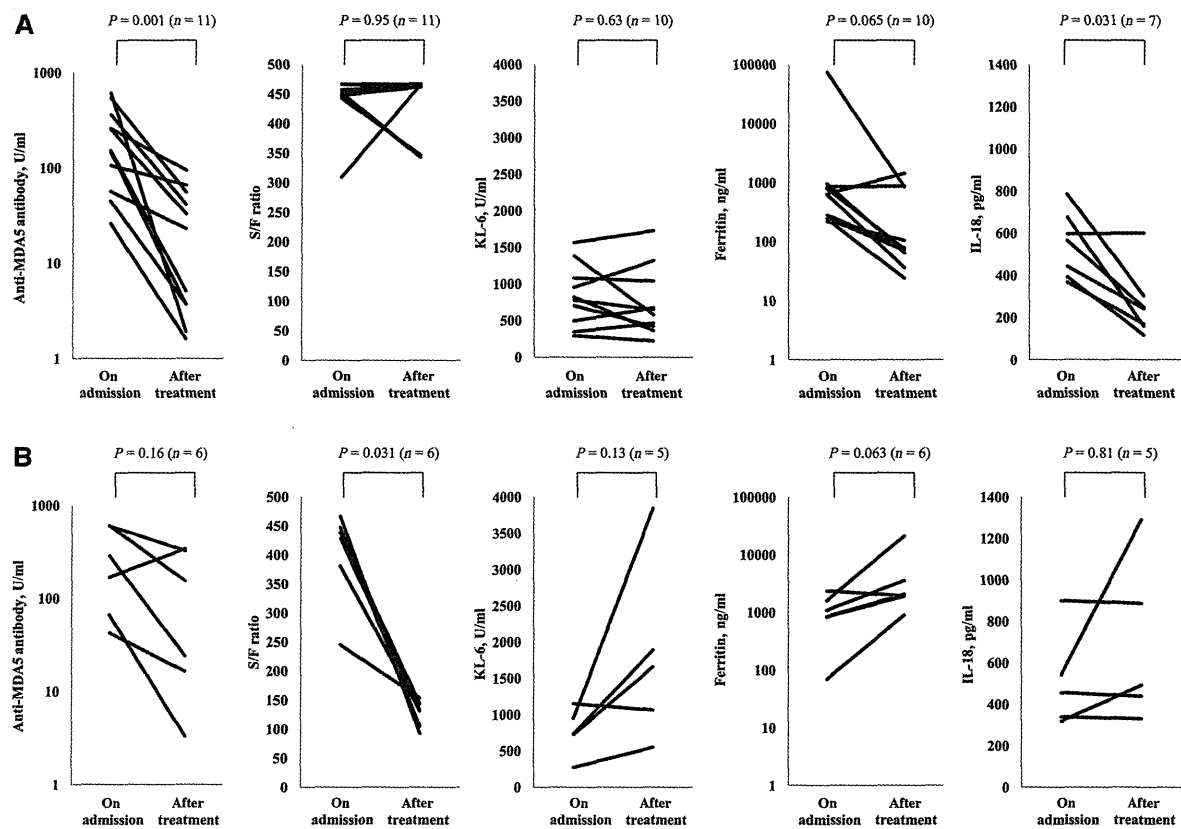 A
P = 0.001 (n = 11)
P = 0.95 (n = 11)
P = 0.63 (n = 10)
P = 0.065 (n = 10)
P = 0.031 (n = 7)
Anti-MDA5 antibody, U/ml
1000
100
10
1
On admission
After treatment
S/F ratio
500
450
400
350
300
250
200
150
100
50
0
On admission
After treatment
KL-6, U/ml
4000
3500
3000
2500
2000
1500
1000
500
0
On admission
After treatment
Ferritin, ng/ml
100000
10000
1000
100
10
1
On admission
After treatment
IL-18, pg/ml
1400
1200
1000
800
600
400
200
0
On admission
After treatment
B
P = 0.16 (n = 6)
P = 0.031 (n = 6)
P = 0.13 (n = 5)
P = 0.063 (n = 6)
P = 0.81 (n = 5)
Anti-MDA5 antibody, U/ml
1000
100
10
1
On admission
After treatment
S/F ratio
500
450
400
350
300
250
200
150
100
50
0
On admission
After treatment
KL-6, U/ml
4000
3500
3000
2500
2000
1500
1000
500
0
On admission
After treatment
Ferritin, ng/ml
100000
10000
1000
100
10
1
On admission
After treatment
IL-18, pg/ml
1400
1200
1000
800
600
400
200
0
On admission
After treatment